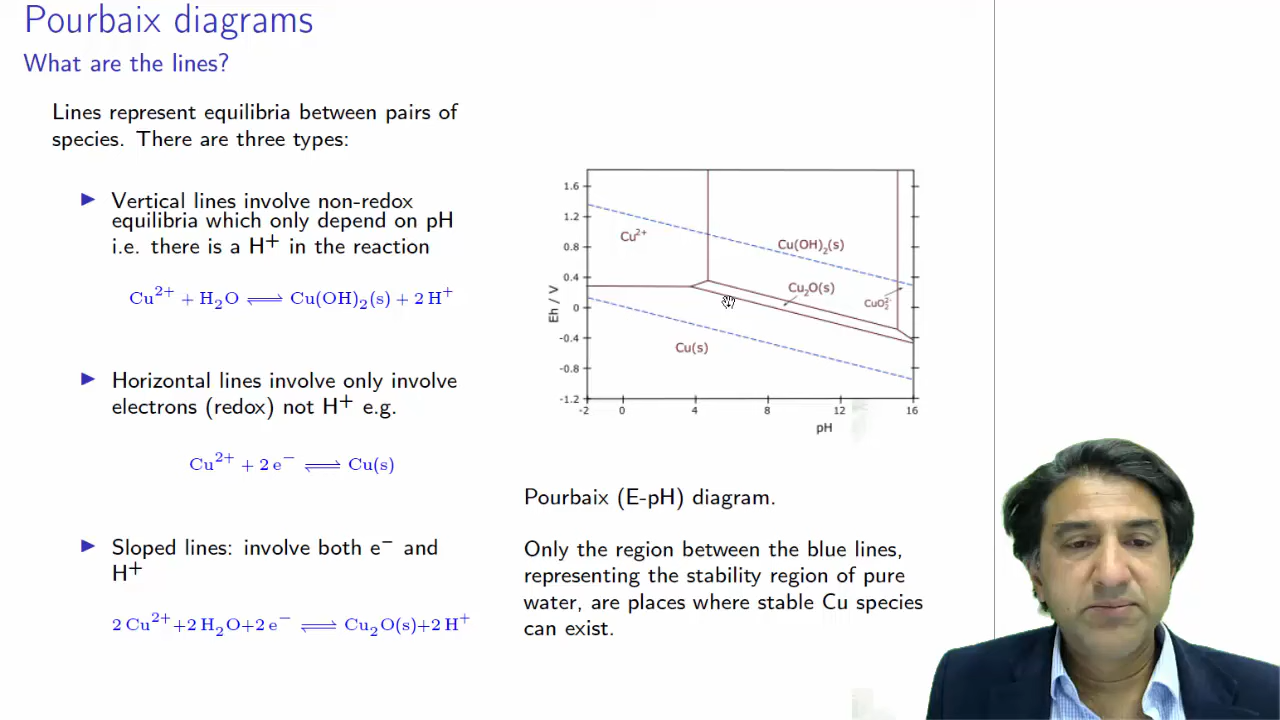 Pourbaix diagrams
What are the lines?
Lines represent equilibria between pairs of
species. There are three types:
▶ Vertical lines involve non-redox
equilibria which only depend on pH
i.e. there is a H⁺ in the reaction
Cu²⁺ + H₂O ⇌ Cu(OH)₂(s) + 2 H⁺
▶ Horizontal lines involve only involve
electrons (redox) not H⁺ e.g.
Cu²⁺ + 2 e⁻ ⇌ Cu(s)
▶ Sloped lines: involve both e⁻ and
H⁺
2 Cu²⁺+2 H₂O+2 e⁻ ⇌ Cu₂O(s)+2 H⁺
Eh / V
1.6
1.2
0.8
0.4
0
-0.4
-0.8
-1.2
Cu²⁺
Cu(OH)₂(s)
Cu₂O(s)
CuO₂²⁻
Cu(s)
-2 0 4 8 12 16
pH
Pourbaix (E-pH) diagram.
Only the region between the blue lines,
representing the stability region of pure
water, are places where stable Cu species
can exist.